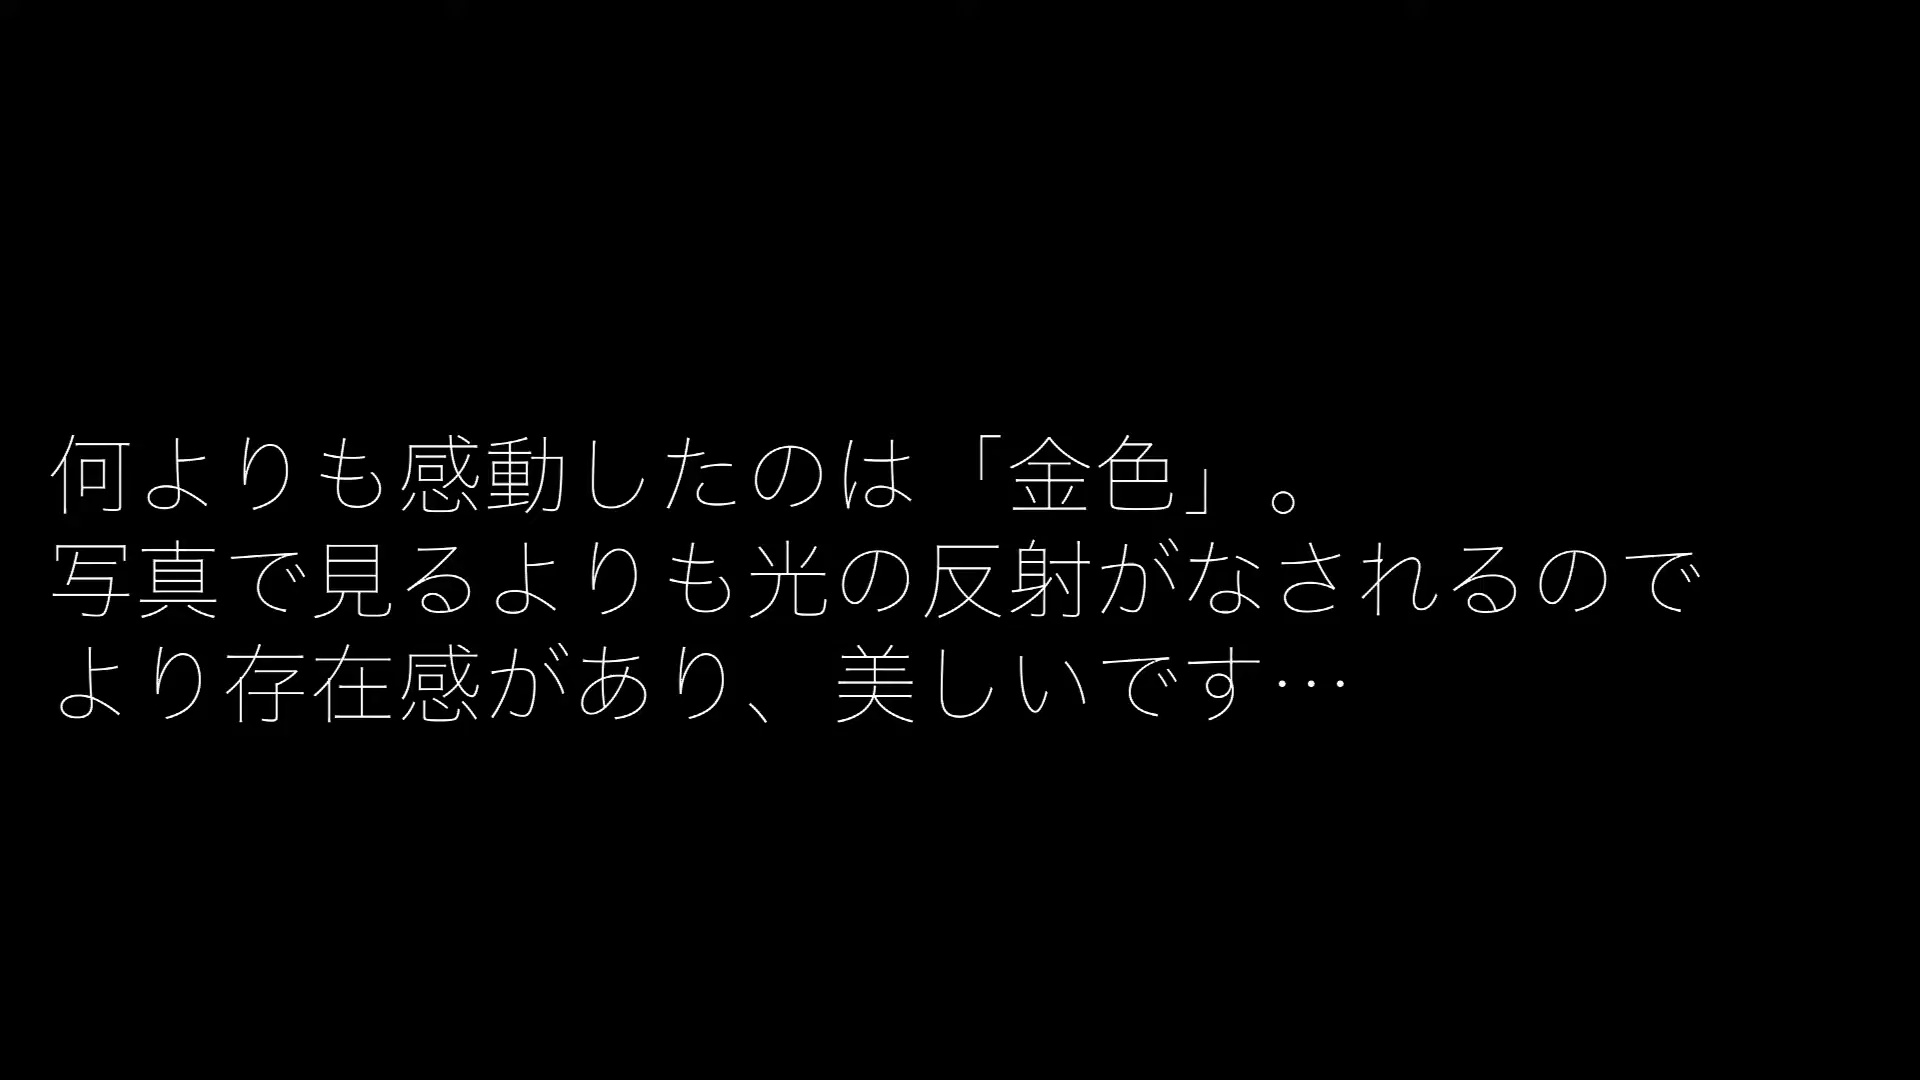 何よりも感動したのは「金色」。
写真で見るよりも光の反射がなされるので
より存在感があり、美しいです…